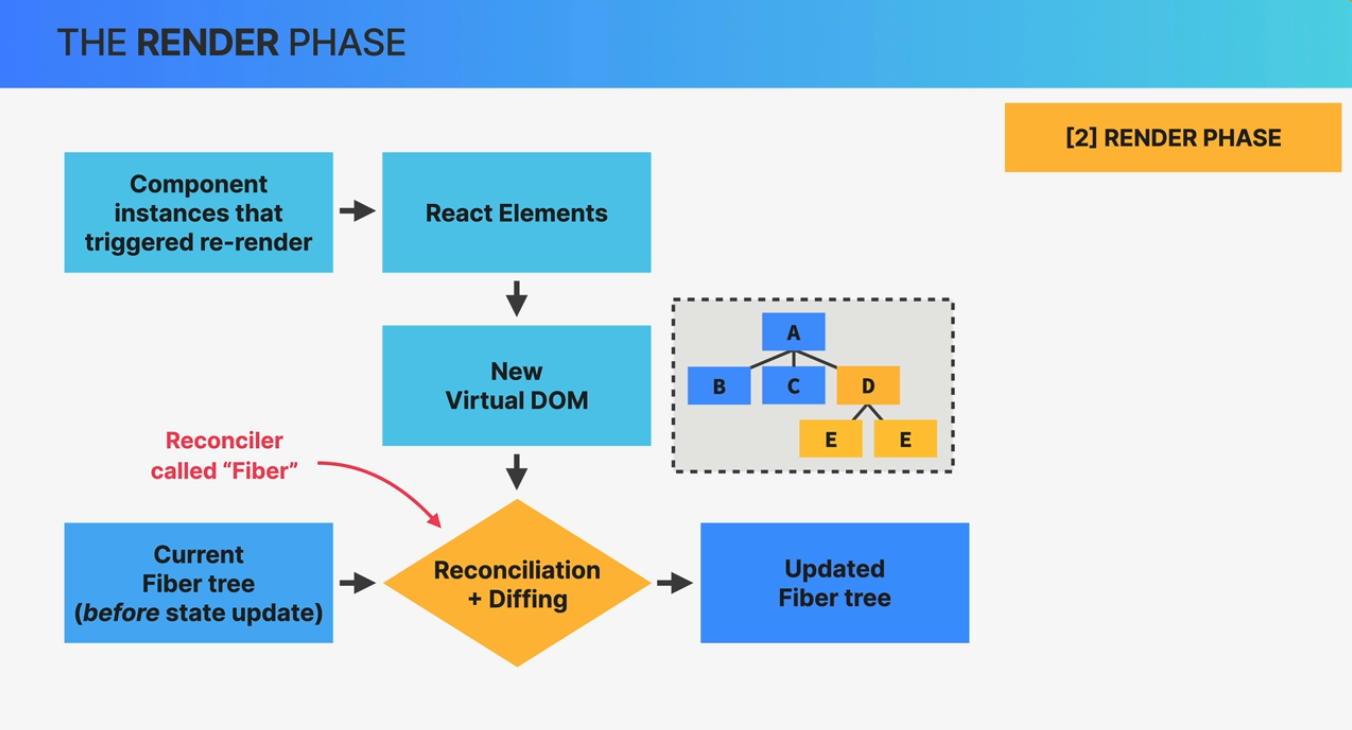 THE RENDER PHASE
[2] RENDER PHASE
Component
instances that
triggered re-render
React Elements
New
Virtual DOM
A
B
C
D
E
E
Reconciler
called “Fiber”
Current
Fiber tree
(before state update)
Reconciliation
+ Diffing
Updated
Fiber tree